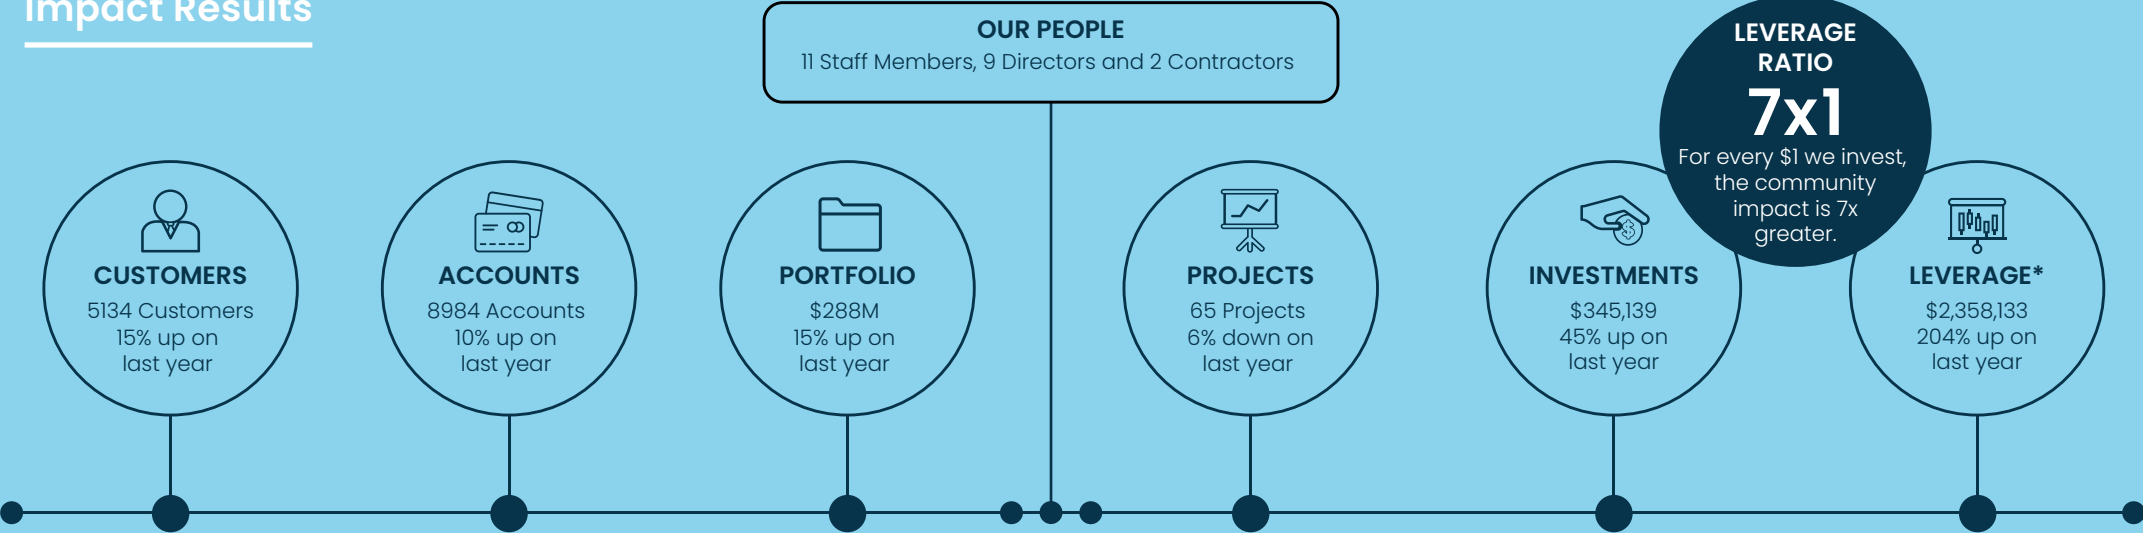 Impact Results
OUR PEOPLE
11 Staff Members, 9 Directors and 2 Contractors
LEVERAGE
RATIO
7x1
For every $1 we invest,
the community
impact is 7x
greater.
CUSTOMERS
5134 Customers
15% up on
last year
ACCOUNTS
8984 Accounts
10% up on
last year
PORTFOLIO
$288M
15% up on
last year
PROJECTS
65 Projects
6% down on
last year
INVESTMENTS
$345,139
45% up on
last year
LEVERAGE*
$2,358,133
204% up on
last year